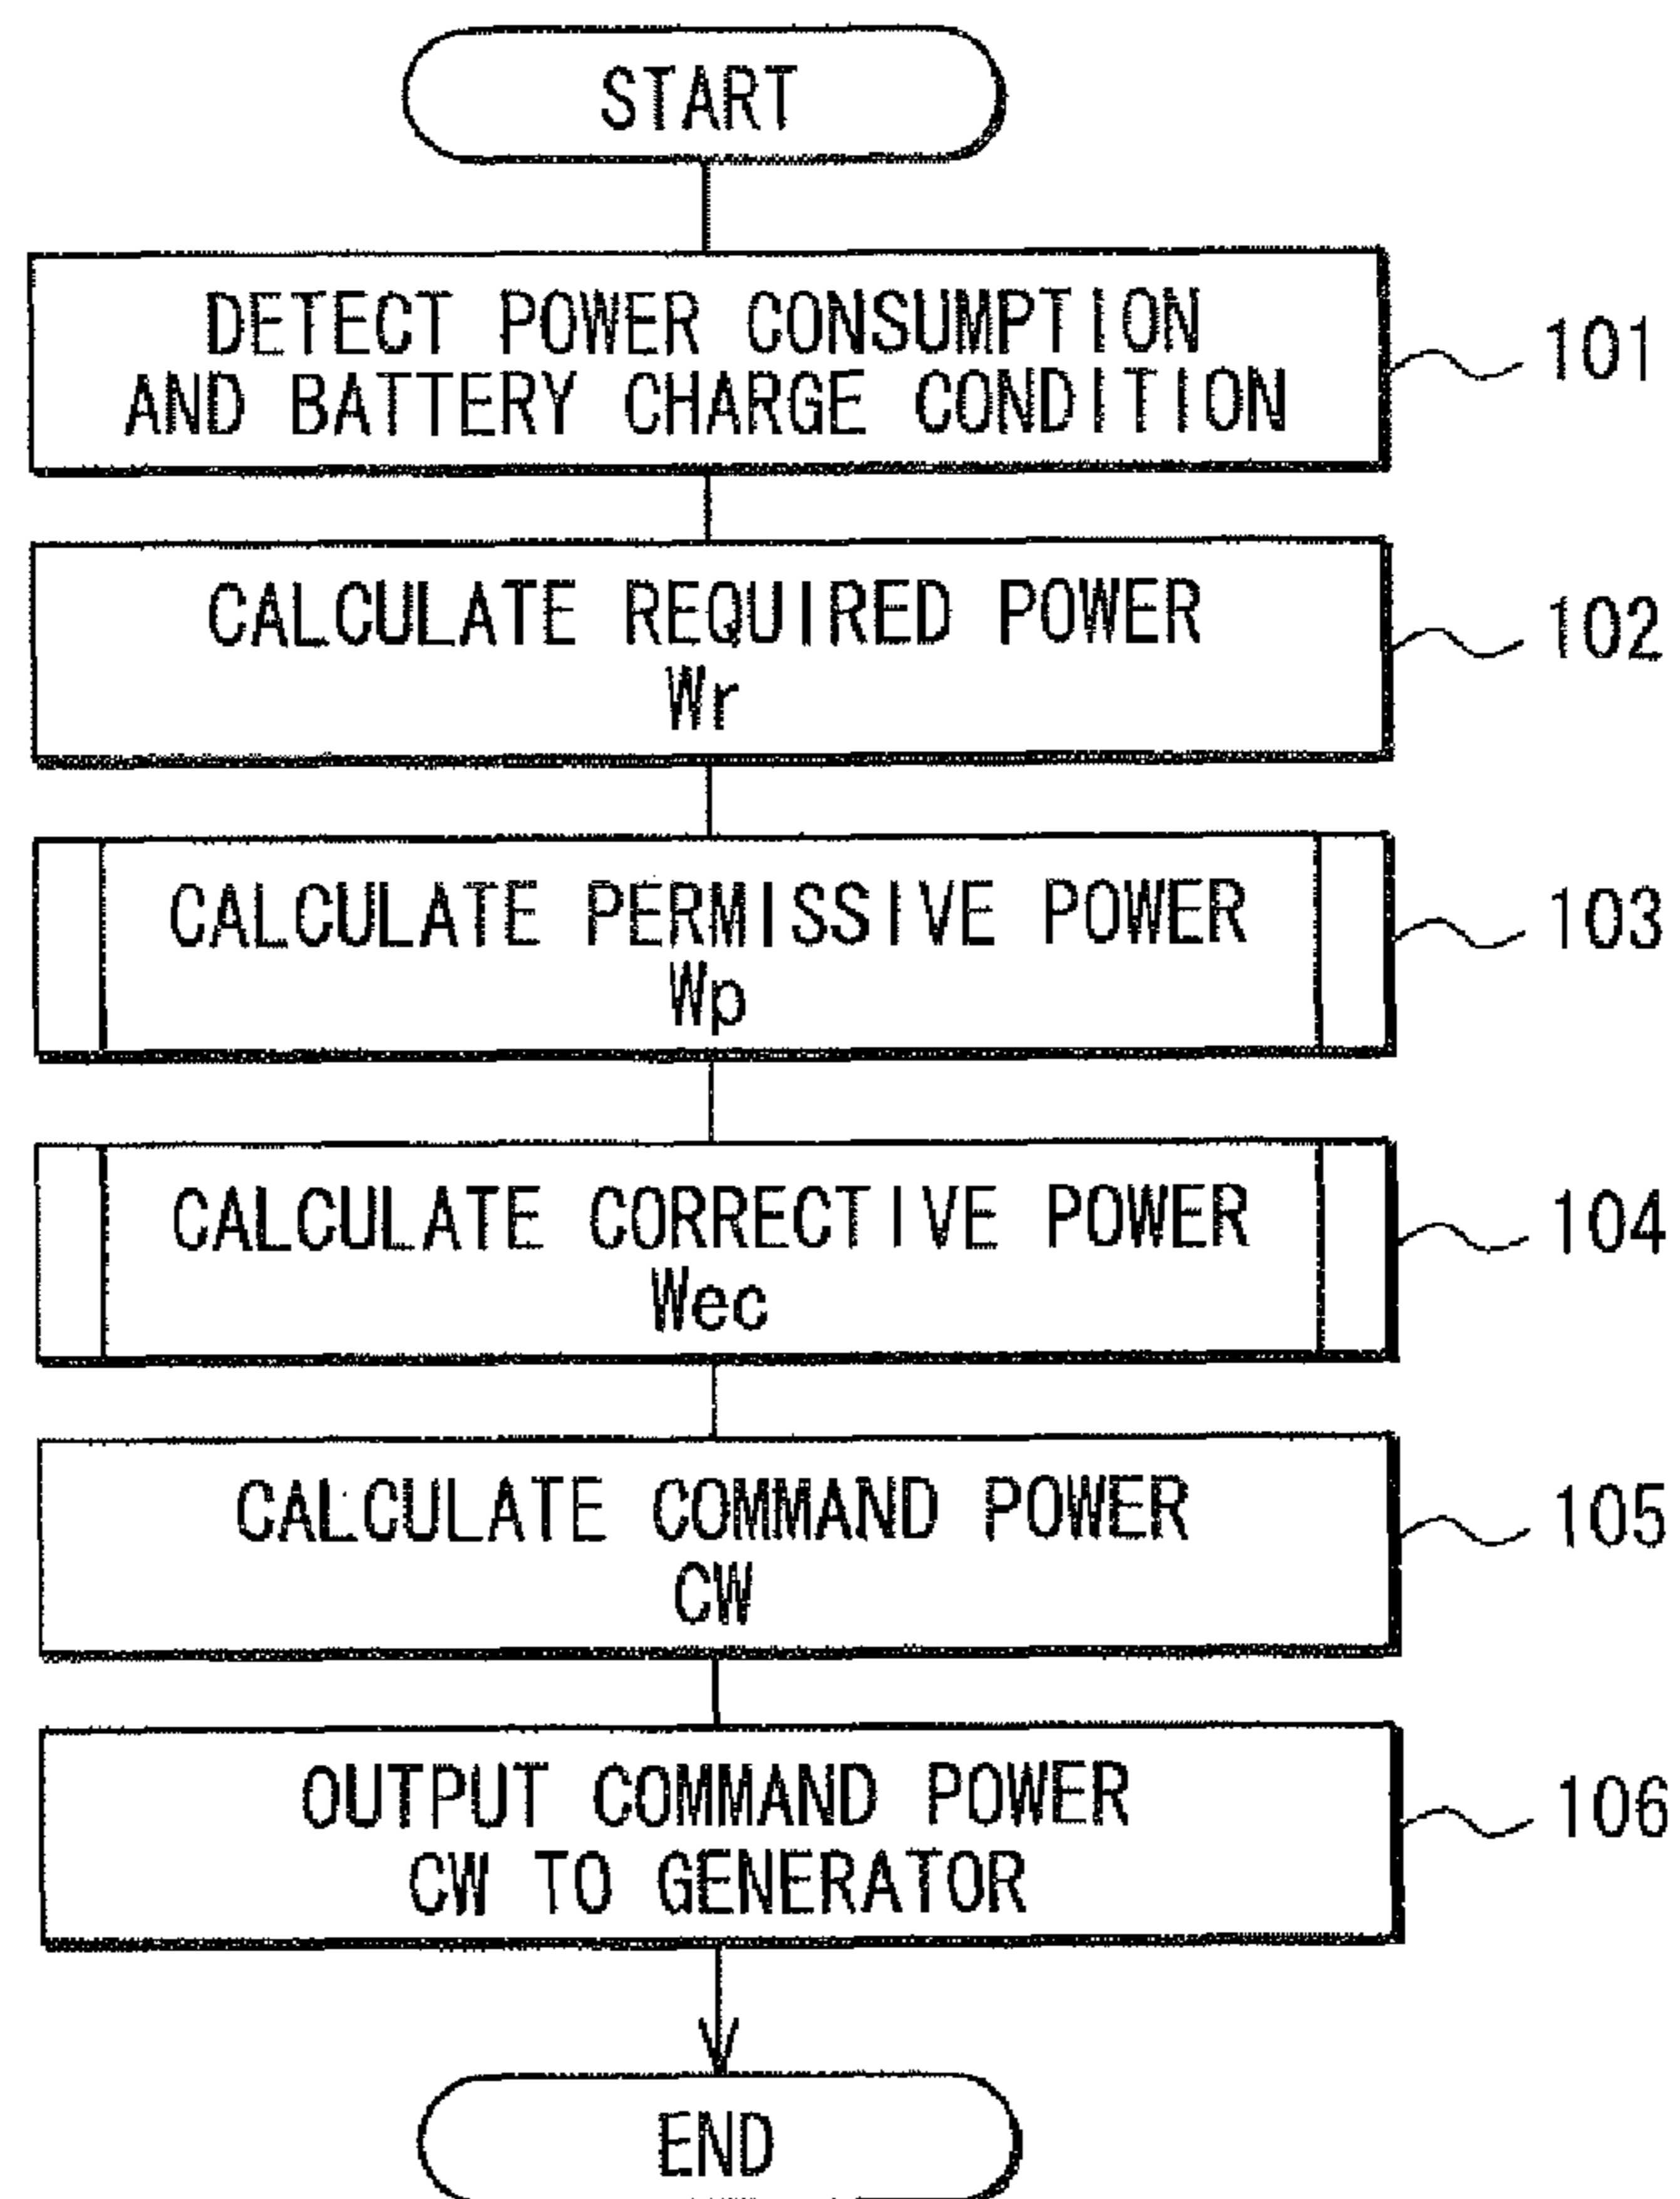 START
DETECT POWER CONSUMPTION
AND BATTERY CHARGE CONDITION
101
CALCULATE REQUIRED POWER
Wr
102
CALCULATE PERMISSIVE POWER
Wp
103
CALCULATE CORRECTIVE POWER
Wec
104
CALCULATE COMMAND POWER
CW
105
OUTPUT COMMAND POWER
CW TO GENERATOR
106
END